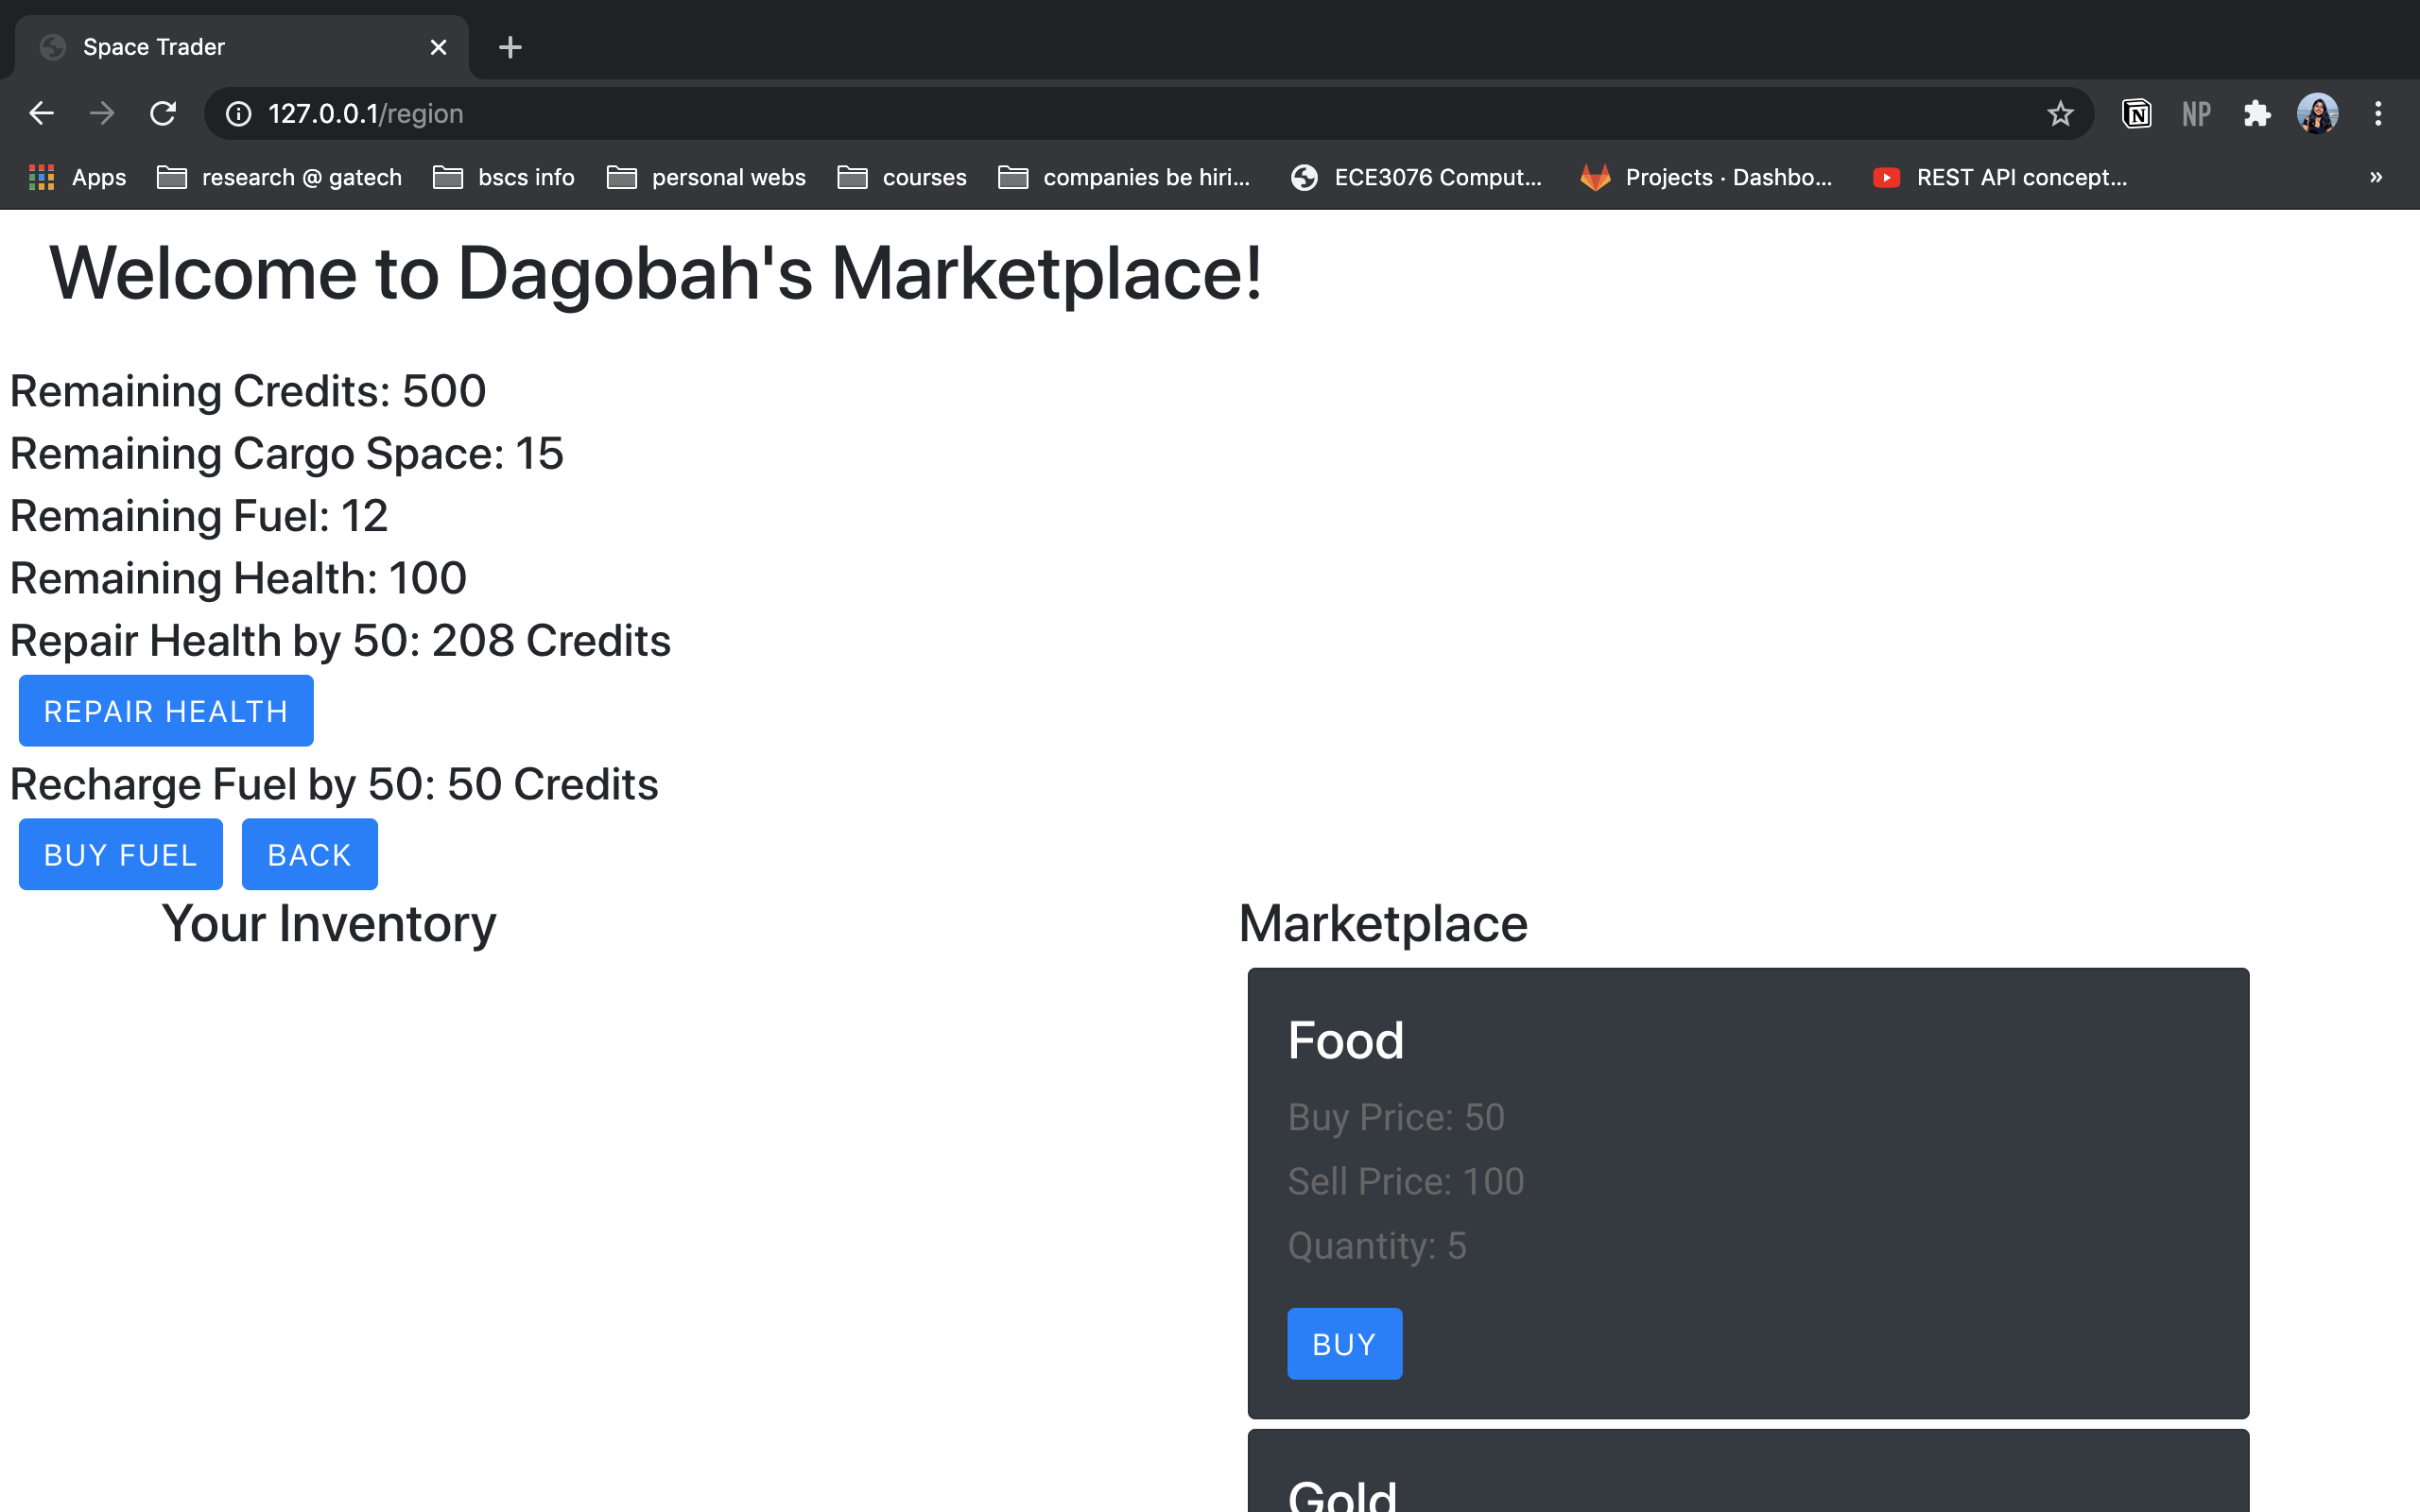 Space Trader
127.0.0.1/region
NP
Apps research @ gatech bscs info personal webs courses companies be hiri... ECE3076 Comput... Projects · Dashbo... REST API concept... »
Welcome to Dagobah's Marketplace!
Remaining Credits: 500
Remaining Cargo Space: 15
Remaining Fuel: 12
Remaining Health: 100
Repair Health by 50: 208 Credits
REPAIR HEALTH
Recharge Fuel by 50: 50 Credits
BUY FUEL BACK
Your Inventory
Marketplace
Food
Buy Price: 50
Sell Price: 100
Quantity: 5
BUY
Gold